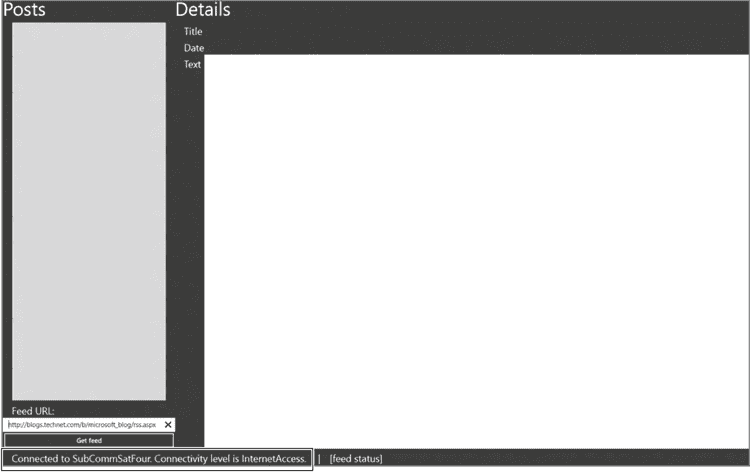 Posts
Details
Title
Date
Text
Feed URL:
http://blogs.technet.com/b/microsoft_blog/rss.aspx
Get feed
Connected to SubCommSatFour. Connectivity level is InternetAccess. | [feed status]